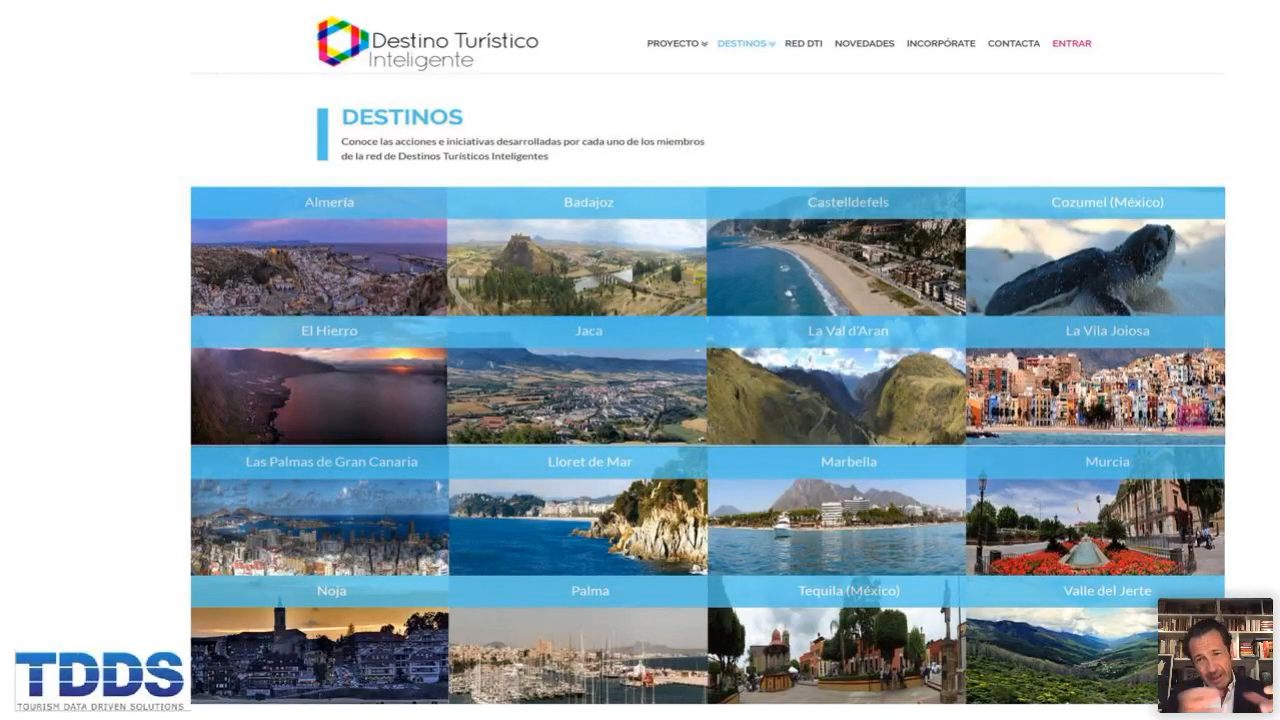 Destino Turístico
Inteligente
PROYECTO DESTINOS RED DTI NOVEDADES INCORPÓRATE CONTACTA ENTRAR
DESTINOS
Conoce las acciones e iniciativas desarrolladas por cada uno de los miembros
de la red de Destinos Turísticos Inteligentes
Almería Badajoz Castelldefels Cozumel (México)
El Hierro Jaca La Val d'Aran La Vila Joiosa
Las Palmas de Gran Canaria Lloret de Mar Marbella Murcia
Noja Palma Tequila (México) Valle del Jerte
TDDS
TOURISM DATA DRIVEN SOLUTIONS